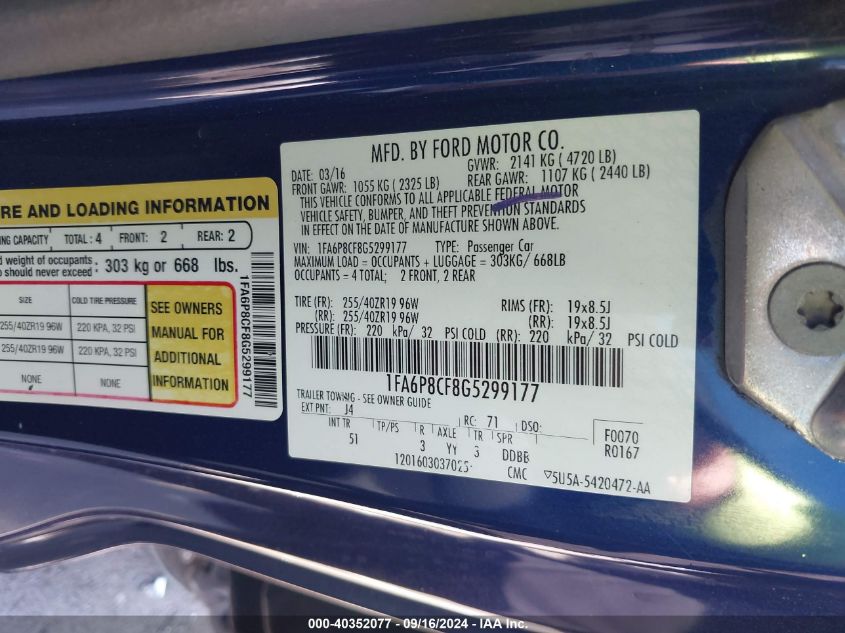 RE AND LOADING INFORMATION
NG CAPACITY TOTAL: 4 FRONT: 2 REAR: 2
d weight of occupants
should never exceed: 303 kg or 668 lbs.
SIZE COLD TIRE PRESSURE
255/40ZR19 96W 220 KPA, 32 PSI
255/40ZR19 96W 220 KPA, 32 PSI
NONE NONE
SEE OWNERS
MANUAL FOR
ADDITIONAL
INFORMATION
1FA6P8CF8G5299177
MFD. BY FORD MOTOR CO.
DATE: 03/16 GVWR: 2141 KG ( 4720 LB)
FRONT GAWR: 1055 KG ( 2325 LB) REAR GAWR: 1107 KG ( 2440 LB)
THIS VEHICLE CONFORMS TO ALL APPLICABLE FEDERAL MOTOR
VEHICLE SAFETY, BUMPER, AND THEFT PREVENTION STANDARDS
IN EFFECT ON THE DATE OF MANUFACTURE SHOWN ABOVE.
VIN: 1FA6P8CF8G5299177 TYPE: Passenger Car
MAXIMUM LOAD = OCCUPANTS + LUGGAGE = 303KG/ 668LB
OCCUPANTS = 4 TOTAL; 2 FRONT, 2 REAR
TIRE (FR): 255/40ZR19 96W RIMS (FR): 19x8.5J
(RR): 255/40ZR19 96W (RR): 19x8.5J
PRESSURE (FR): 220 kPa/ 32 PSI COLD (RR): 220 kPa/ 32 PSI COLD
1FA6P8CF8G5299177
TRAILER TOWING - SEE OWNER GUIDE
EXT PNT: J4 RC: 71 DSO:
INT TR TP/PS R AXLE TR SPR
51 3 YY 3 DDBB
F0070
R0167
1201603037025 CMC ▽5U5A-5420472-AA
000-40352077 - 09/16/2024 - IAA Inc.